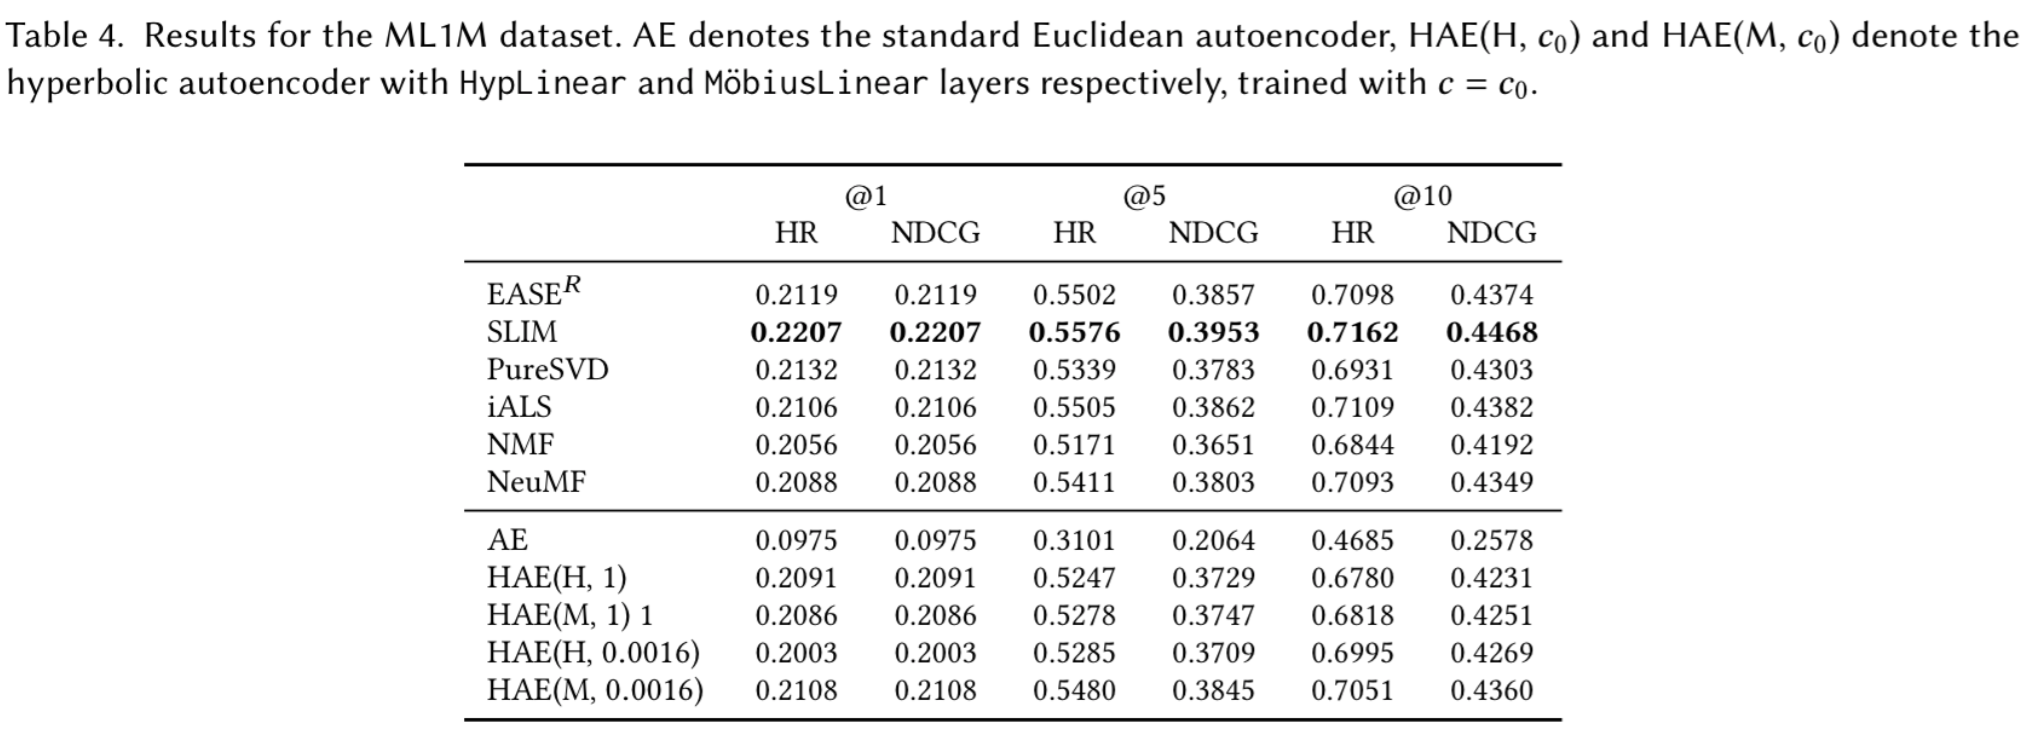 Table 4. Results for the ML1M dataset. AE denotes the standard Euclidean autoencoder, HAE(H, c₀) and HAE(M, c₀) denote the
hyperbolic autoencoder with HypLinear and MöbiusLinear layers respectively, trained with c = c₀.
@1 @5 @10
HR NDCG HR NDCG HR NDCG
EASEᴿ 0.2119 0.2119 0.5502 0.3857 0.7098 0.4374
SLIM 0.2207 0.2207 0.5576 0.3953 0.7162 0.4468
PureSVD 0.2132 0.2132 0.5339 0.3783 0.6931 0.4303
iALS 0.2106 0.2106 0.5505 0.3862 0.7109 0.4382
NMF 0.2056 0.2056 0.5171 0.3651 0.6844 0.4192
NeuMF 0.2088 0.2088 0.5411 0.3803 0.7093 0.4349
AE 0.0975 0.0975 0.3101 0.2064 0.4685 0.2578
HAE(H, 1) 0.2091 0.2091 0.5247 0.3729 0.6780 0.4231
HAE(M, 1) 1 0.2086 0.2086 0.5278 0.3747 0.6818 0.4251
HAE(H, 0.0016) 0.2003 0.2003 0.5285 0.3709 0.6995 0.4269
HAE(M, 0.0016) 0.2108 0.2108 0.5480 0.3845 0.7051 0.4360